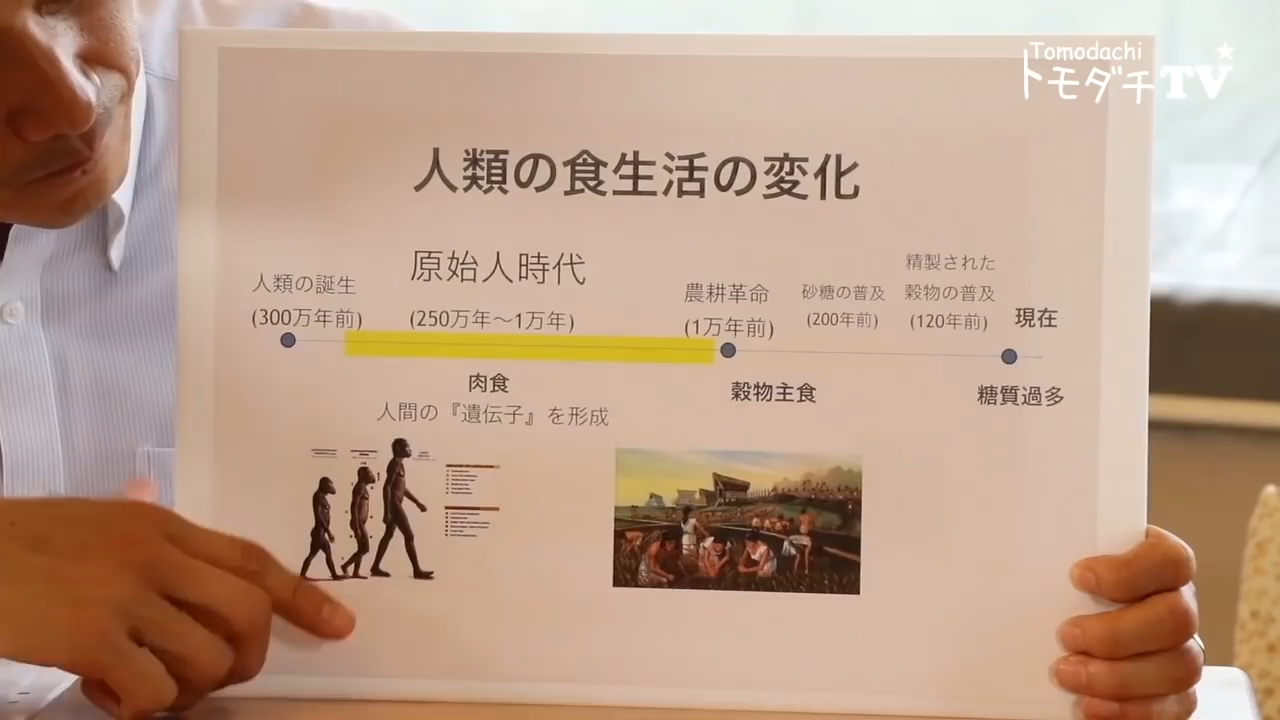 Tomodachi
トモダチTV
人類の食生活の変化
人類の誕生
(300万年前)
原始人時代
(250万年〜1万年)
農耕革命
(1万年前)
砂糖の普及
(200年前)
精製された
穀物の普及
(120年前)
現在
肉食
人間の『遺伝子』を形成
穀物主食
糖質過多